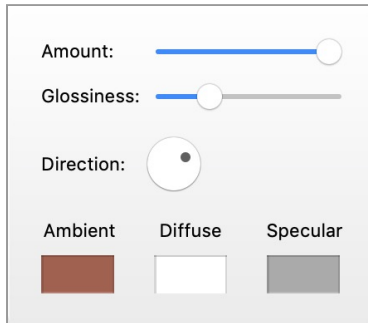 Amount:
Glossiness:
Direction:
Ambient Diffuse Specular